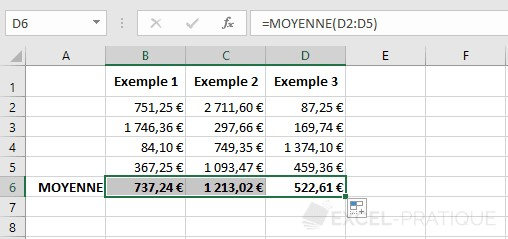 D6 =MOYENNE(D2:D5)
A B C D E F
1 Exemple 1 Exemple 2 Exemple 3
2 751,25 € 2 711,60 € 87,25 €
3 1 746,36 € 297,66 € 169,74 €
4 84,10 € 749,35 € 1 374,10 €
5 367,25 € 1 093,47 € 459,36 €
6 MOYENNE 737,24 € 1 213,02 € 522,61 €
7
8
EXCEL-PRATIQUE